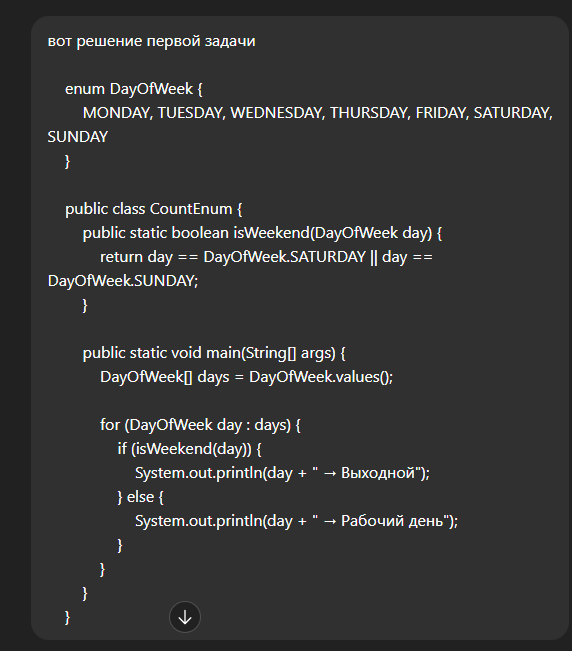 вот решение первой задачи
enum DayOfWeek {
MONDAY, TUESDAY, WEDNESDAY, THURSDAY, FRIDAY, SATURDAY,
SUNDAY
}
public class CountEnum {
public static boolean isWeekend(DayOfWeek day) {
return day == DayOfWeek.SATURDAY || day ==
DayOfWeek.SUNDAY;
}
public static void main(String[] args) {
DayOfWeek[] days = DayOfWeek.values();
for (DayOfWeek day : days) {
if (isWeekend(day)) {
System.out.println(day + " → Выходной");
} else {
System.out.println(day + " → Рабочий день");
}
}
}
}